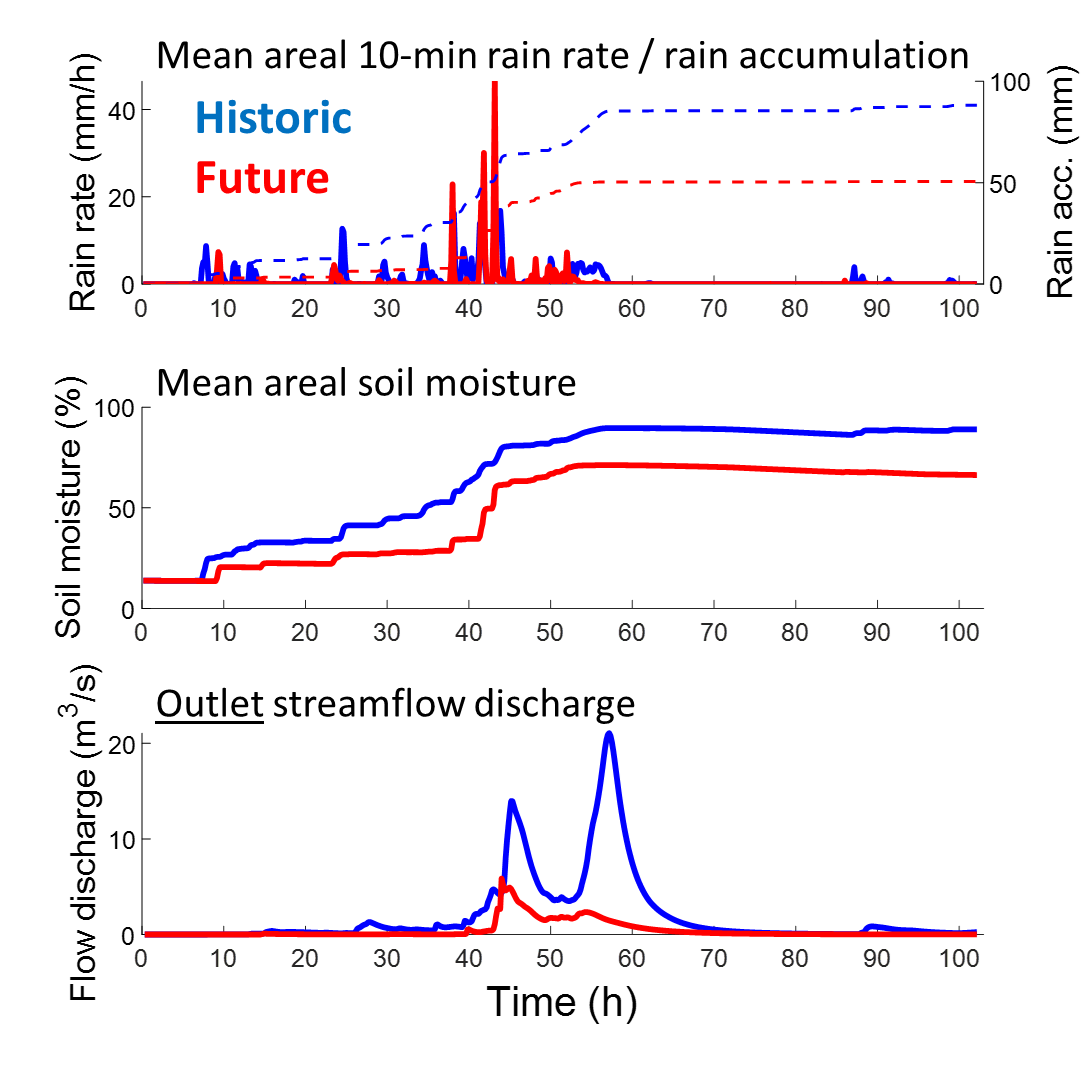 Mean areal 10-min rain rate / rain accumulation
Rain rate (mm/h)
40
20
0
Historic
Future
100
50
0
Rain acc. (mm)
0 10 20 30 40 50 60 70 80 90 100
Mean areal soil moisture
Soil moisture (%)
100
50
0
0 10 20 30 40 50 60 70 80 90 100
Outlet streamflow discharge
Flow discharge (m³/s)
20
10
0
0 10 20 30 40 50 60 70 80 90 100
Time (h)